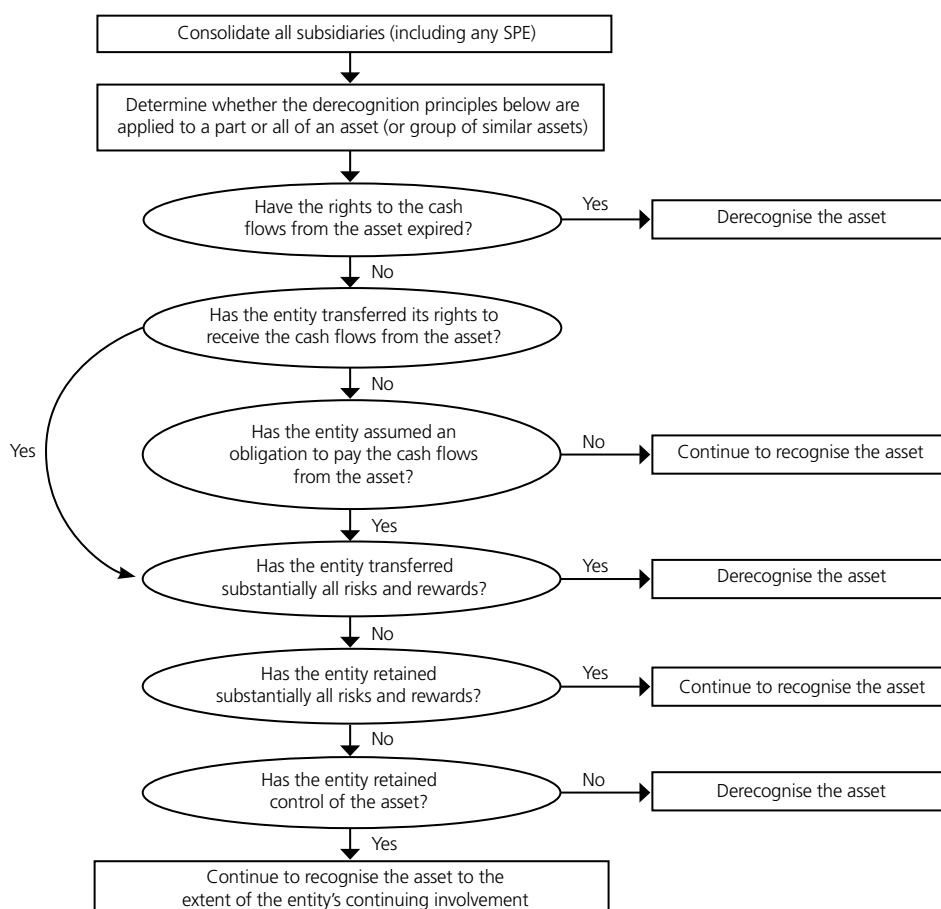 Consolidate all subsidiaries (including any SPE)
Determine whether the derecognition principles below are
applied to a part or all of an asset (or group of similar assets)
Have the rights to the cash
flows from the asset expired?
Yes
Derecognise the asset
No
Has the entity transferred its rights to
receive the cash flows from the asset?
No
Yes
Has the entity assumed an
obligation to pay the cash flows
from the asset?
No
Continue to recognise the asset
Yes
Has the entity transferred
substantially all risks and rewards?
Yes
Derecognise the asset
No
Has the entity retained
substantially all risks and rewards?
Yes
Continue to recognise the asset
No
Has the entity retained
control of the asset?
No
Derecognise the asset
Yes
Continue to recognise the asset to the
extent of the entity's continuing involvement